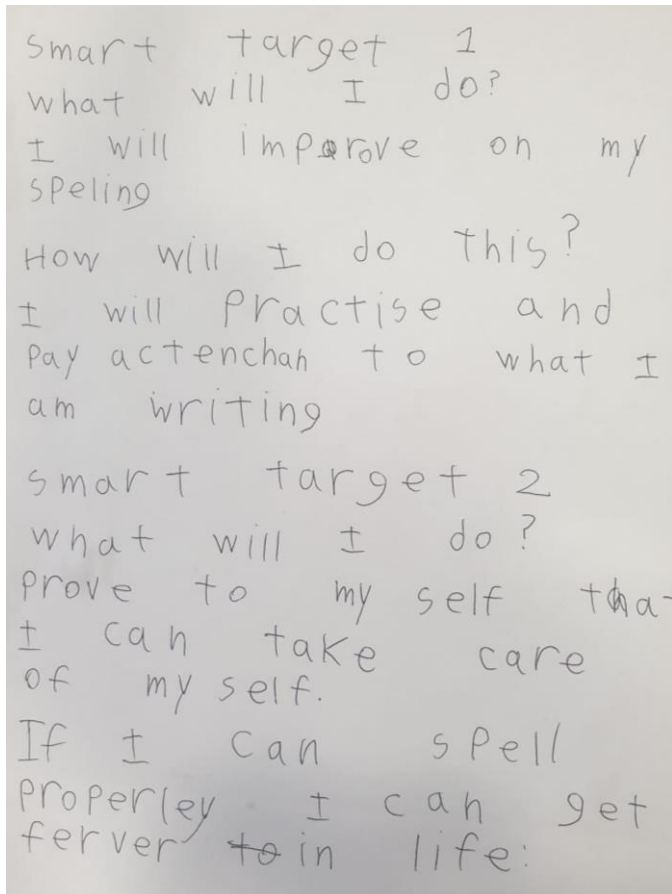 smart target 1
what will I do?
I will improve on my
speling
How will I do this?
I will Practise and
Pay actenchan to what I
am writing
smart target 2
what will I do?
Prove to my self that
I can take care
of my self.
If I can spell
properley I can get
ferver to in life: